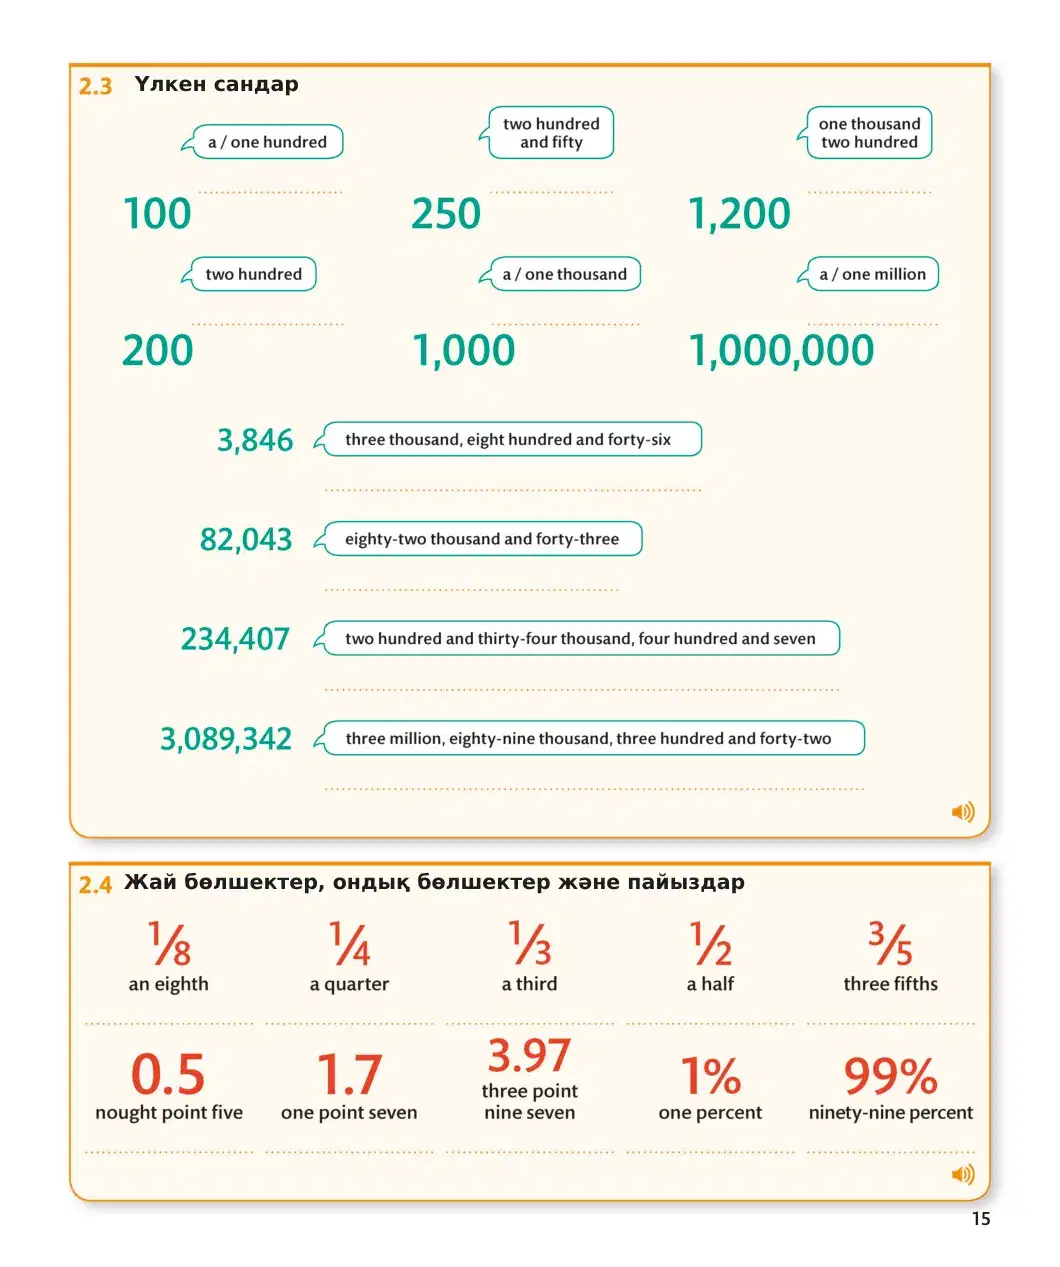 2.3 Үлкен сандар
a / one hundred
two hundred
and fifty
one thousand
two hundred
100
250
1,200
two hundred
a / one thousand
a / one million
200
1,000
1,000,000
3,846
three thousand, eight hundred and forty-six
82,043
eighty-two thousand and forty-three
234,407
two hundred and thirty-four thousand, four hundred and seven
3,089,342
three million, eighty-nine thousand, three hundred and forty-two
2.4 Жай бөлшектер, ондық бөлшектер және пайыздар
1/8
1/4
1/3
1/2
3/5
an eighth
a quarter
a third
a half
three fifths
0.5
1.7
3.97
1%
99%
nought point five
one point seven
three point
nine seven
one percent
ninety-nine percent
15